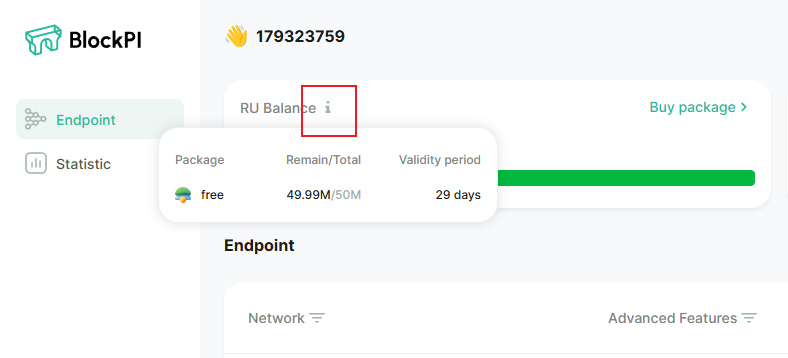 BlockPI
👋 179323759
RU Balance
Buy package >
Endpoint
Statistic
Package Remain/Total Validity period
free 49.99M/50M 29 days
Endpoint
Network Advanced Features